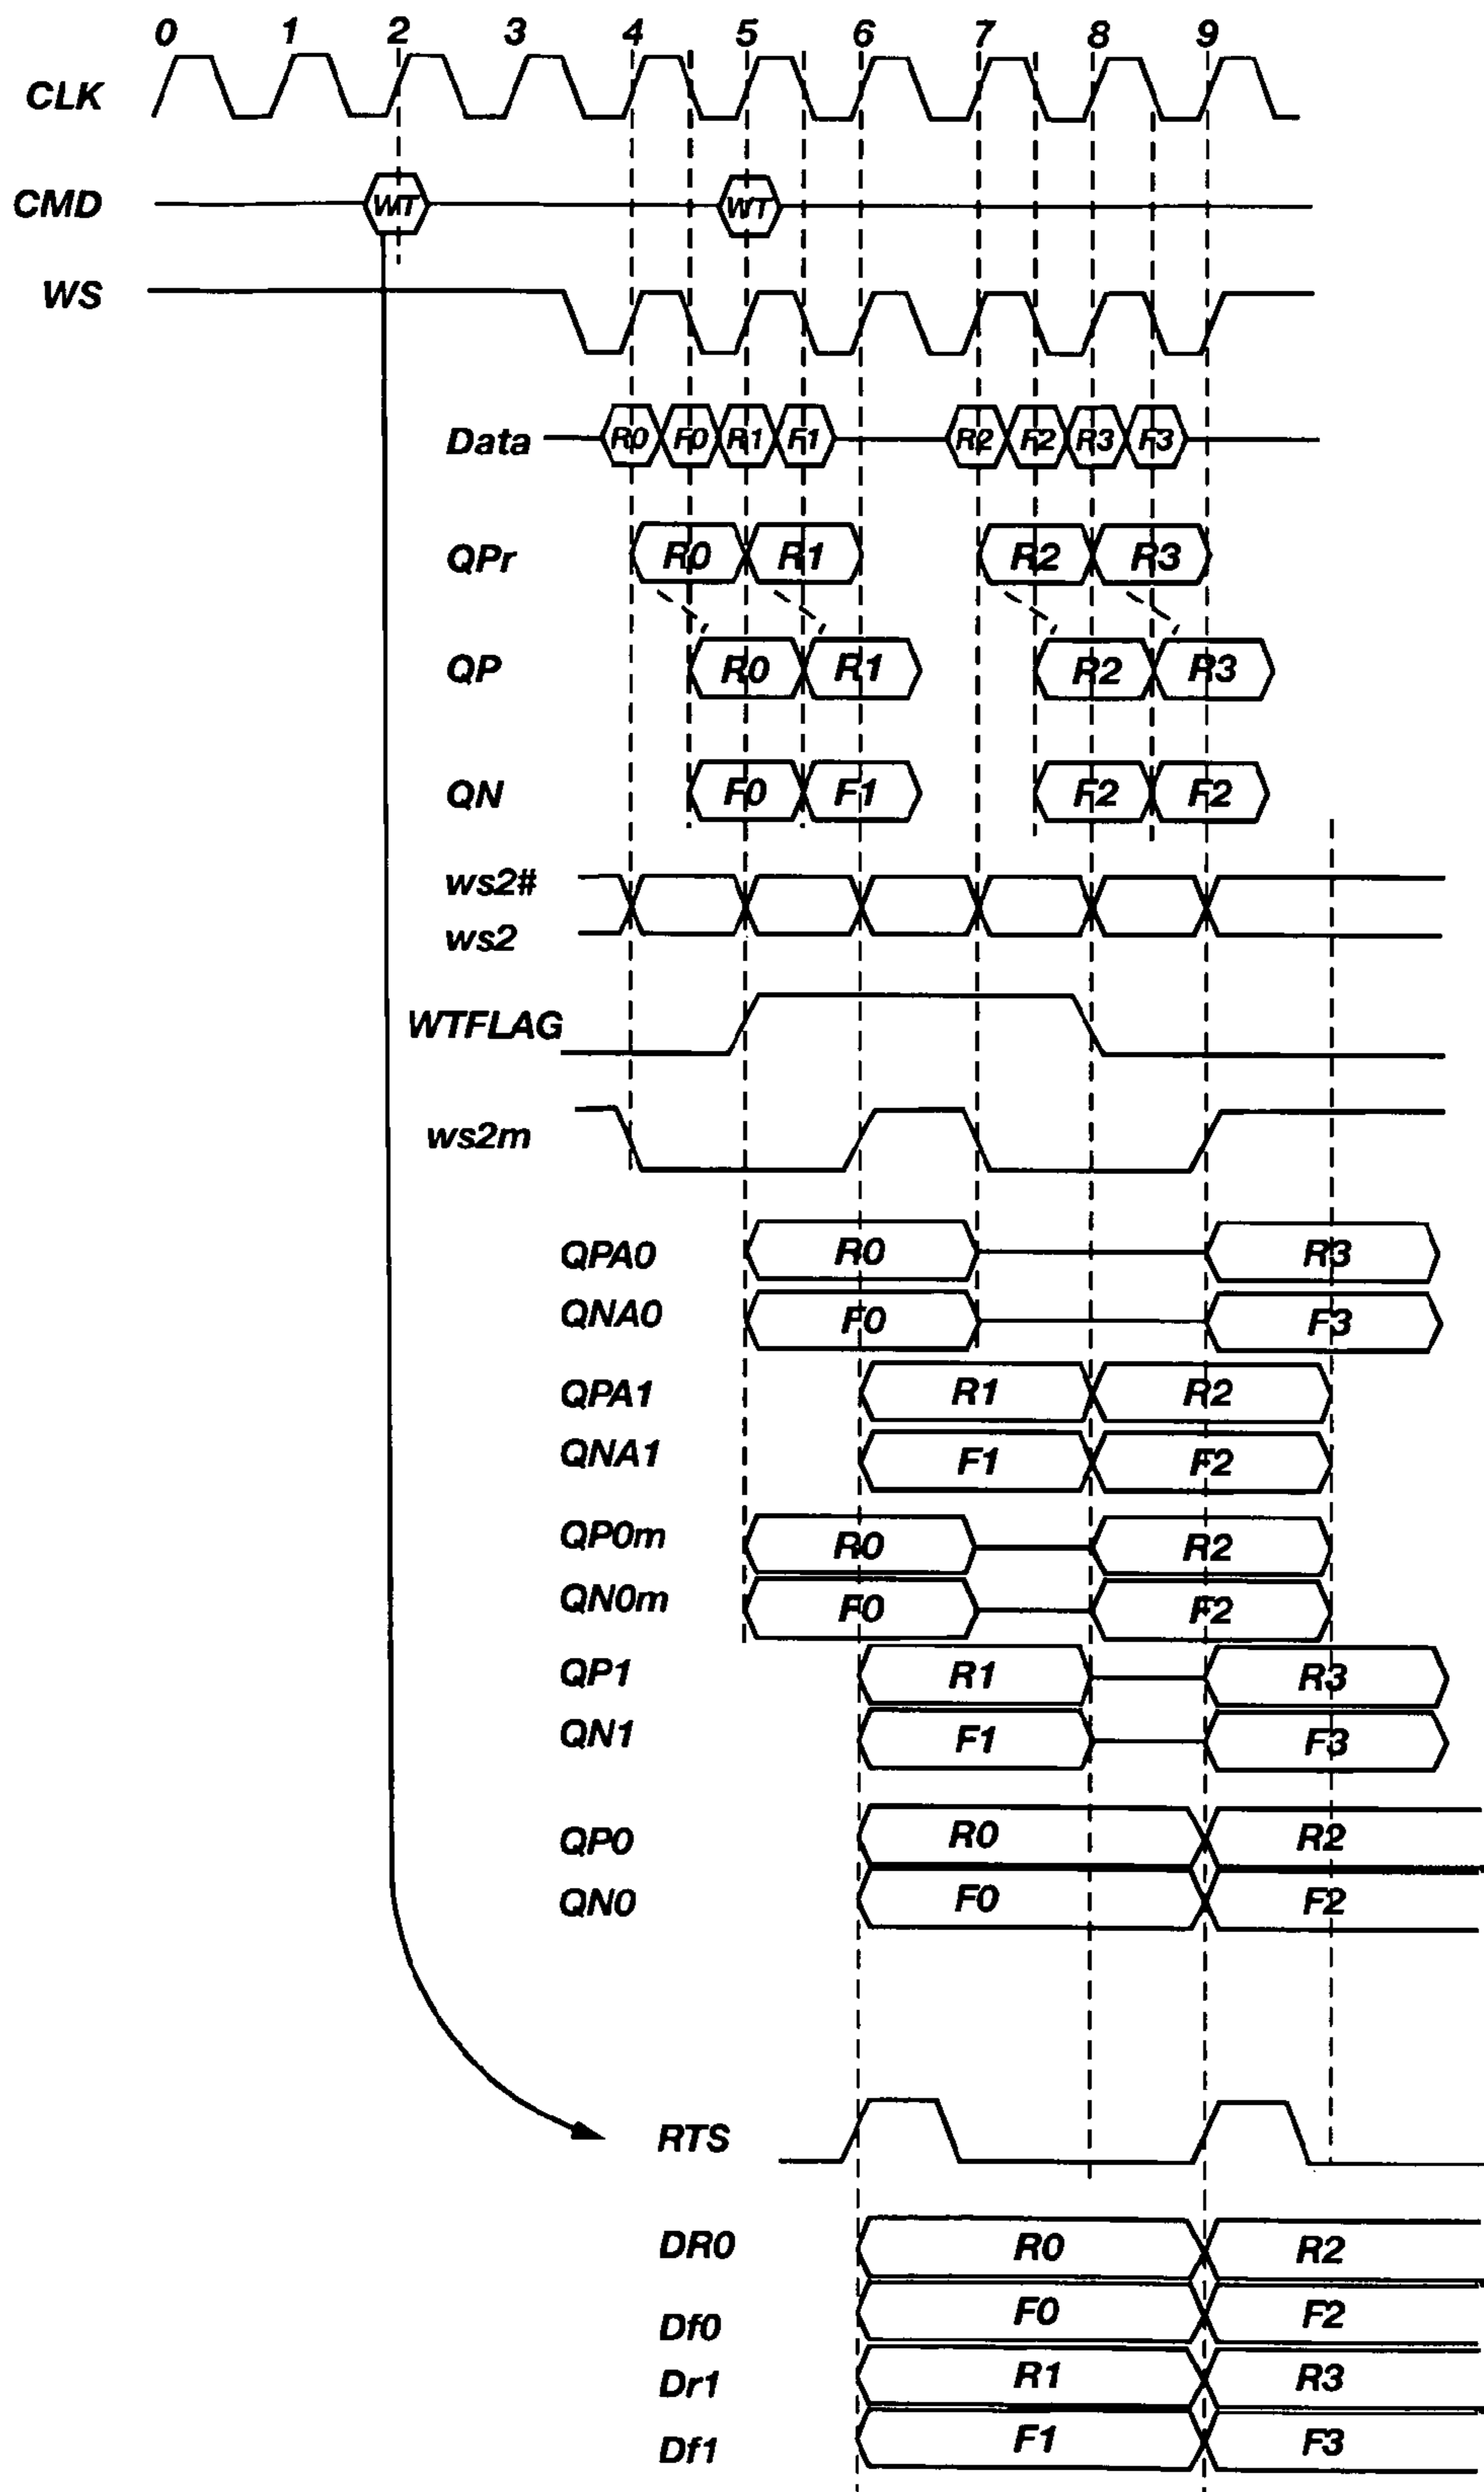 0 1 2 3 4 5 6 7 8 9
CLK
CMD WT WT
WS
Data R0 F0 R1 F1 R2 F2 R3 F3
QPr R0 R1 R2 R3
QP R0 R1 R2 R3
QN F0 F1 F2 F2
ws2#
ws2
WTFLAG
ws2m
QPA0 R0 R3
QNA0 F0 F3
QPA1 R1 R2
QNA1 F1 F2
QP0m R0 R2
QN0m F0 F2
QP1 R1 R3
QN1 F1 F3
QP0 R0 R2
QN0 F0 F2
RTS
DR0 R0 R2
Df0 F0 F2
Dr1 R1 R3
Df1 F1 F3